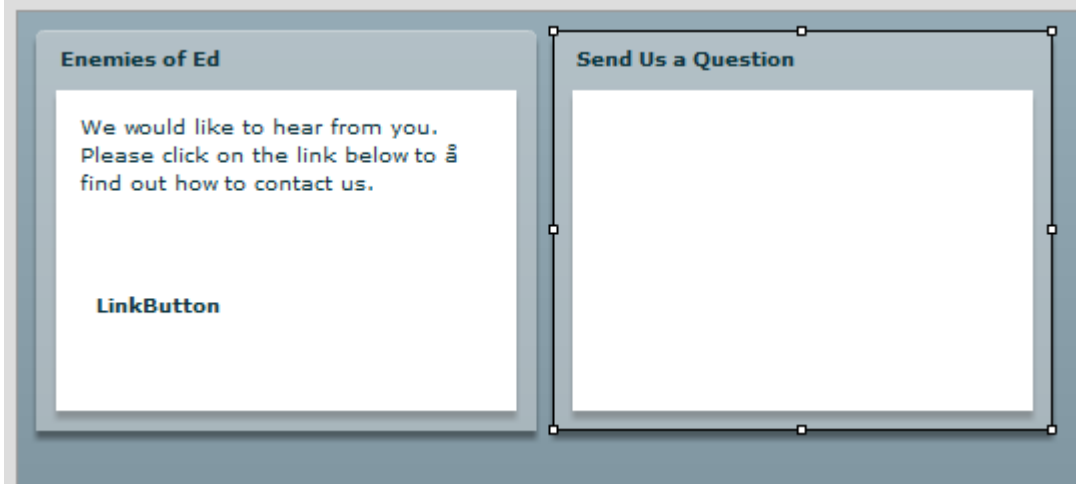 Enemies of Ed
We would like to hear from you.
Please click on the link below to å
find out how to contact us.
LinkButton
Send Us a Question